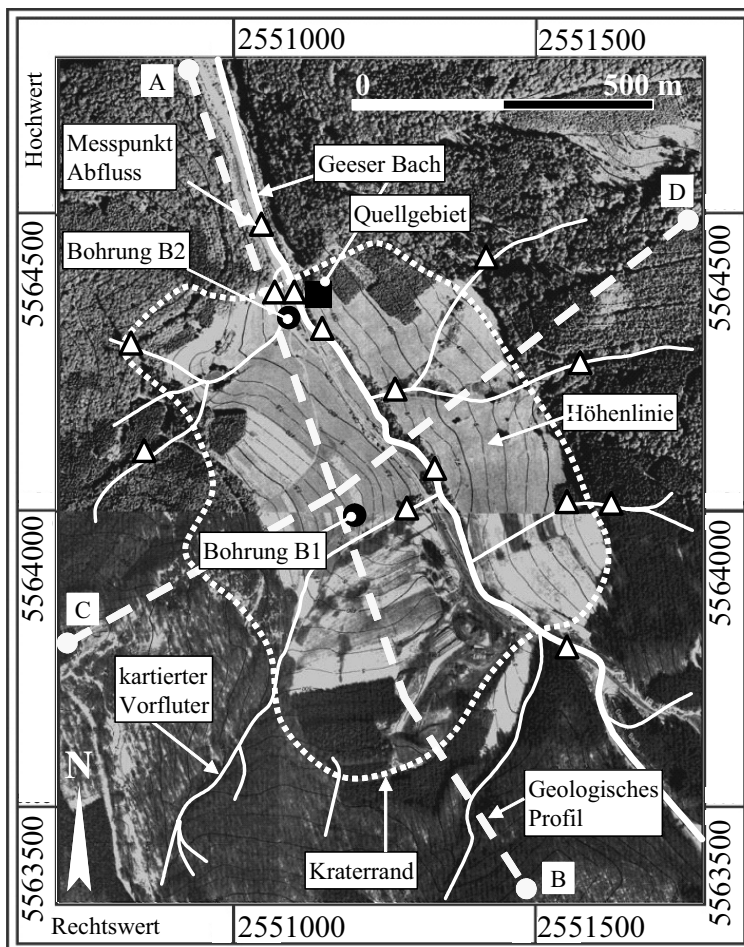 2551000
2551500
Hochwert
A
0
500 m
Messpunkt
Abfluss
Geeser Bach
D
Quellgebiet
5564500
5564500
Bohrung B2
Höhenlinie
Bohrung B1
5564000
5564000
C
kartierter
Vorfluter
N
Geologisches
Profil
5563500
5563500
Kraterrand
B
Rechtswert
2551000
2551500